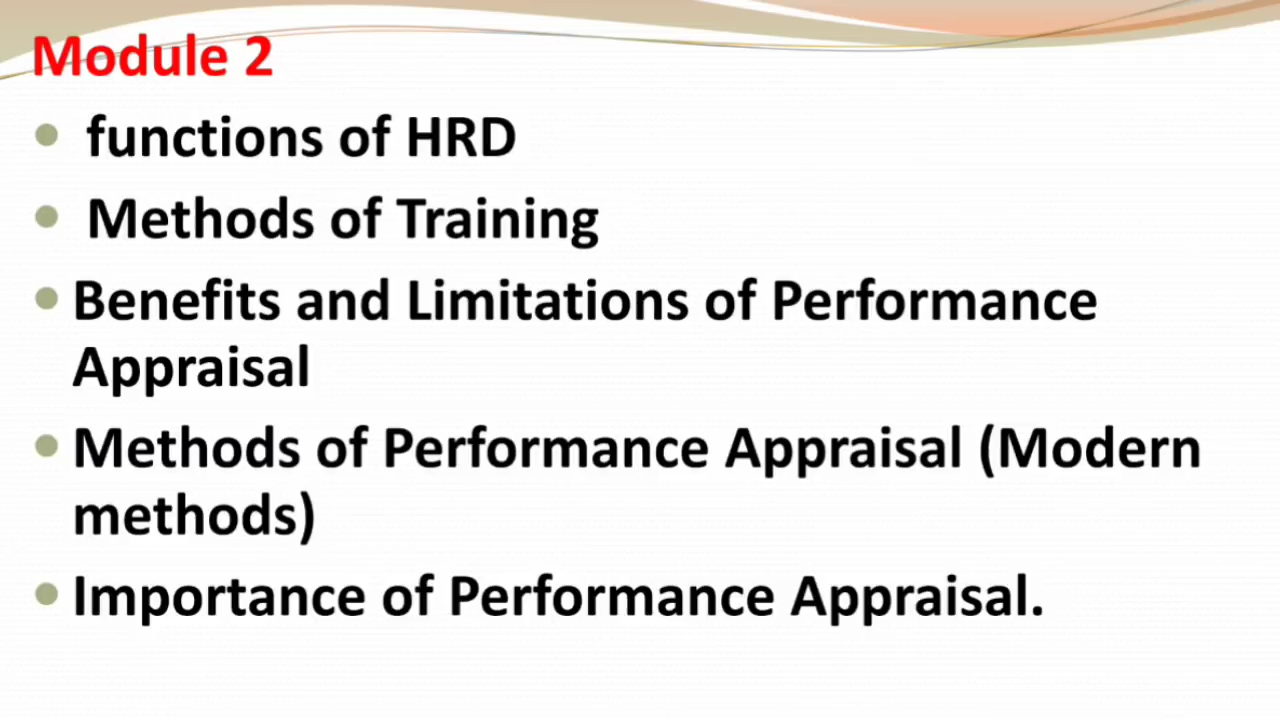 Module 2
• functions of HRD
• Methods of Training
• Benefits and Limitations of Performance
Appraisal
• Methods of Performance Appraisal (Modern
methods)
• Importance of Performance Appraisal.